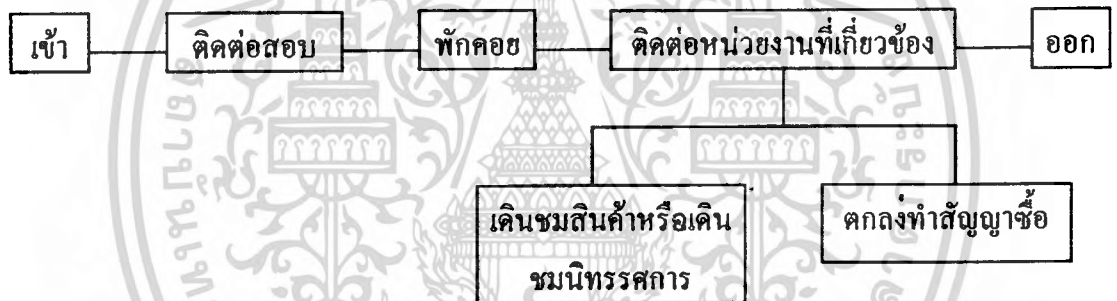 เข้า
ติดต่อสอบ
พักคอย
ติดต่อหน่วยงานที่เกี่ยวข้อง
ออก
เดินชมสินค้าหรือเดิน
ชมนิทรรศการ
ตกลงทำสัญญาซื้อ